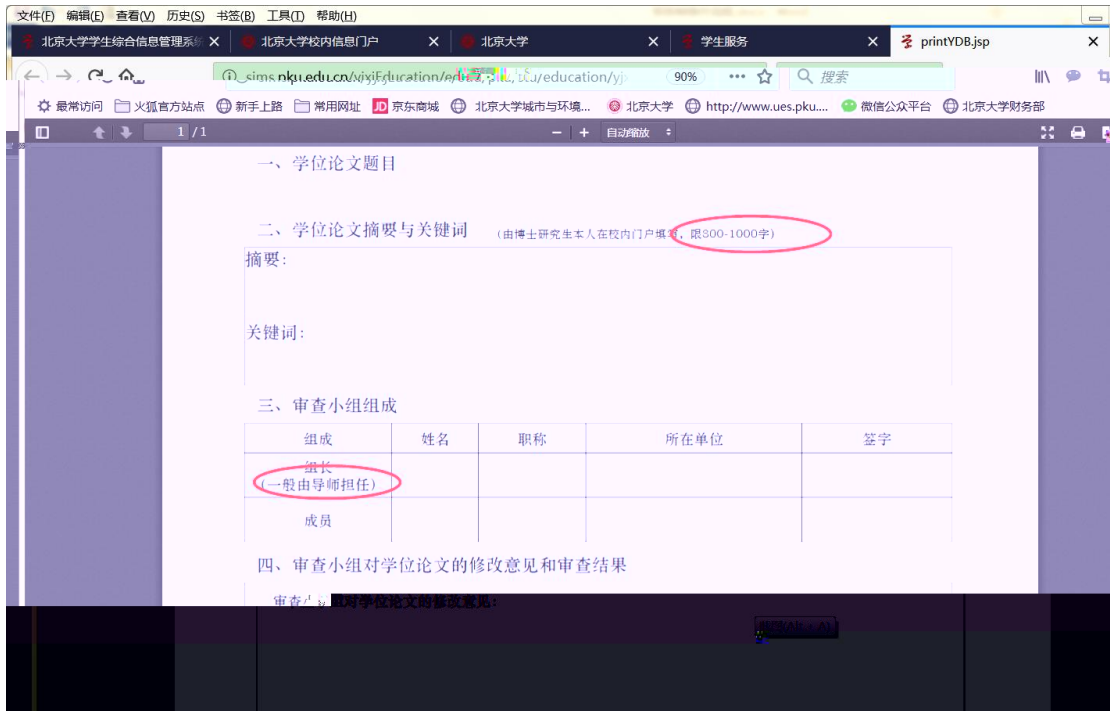 文件(F) 编辑(E) 查看(V) 历史(S) 书签(B) 工具(T) 帮助(H)
北京大学学生综合信息管理系统 北京大学校内信息门户 北京大学 学生服务 printYDB.jsp
90% 搜索
最常访问 火狐官方站点 新手上路 常用网址 JD 京东商城 北京大学城市与环境... 北京大学 http://www.ues.pku.... 微信公众平台 北京大学财务部
1 / 1 自动缩放
一、学位论文题目
二、学位论文摘要与关键词 (由博士研究生本人在校内门户填写, 限800-1000字)
摘要:
关键词:
三、审查小组组成
组成 姓名 职称 所在单位 签字
组长
(一般由导师担任)
成员
四、审查小组对学位论文的修改意见和审查结果
审查小组对学位论文的修改意见: